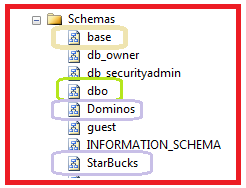 Schemas
base
db_owner
db_securityadmin
dbo
Dominos
guest
INFORMATION_SCHEMA
StarBucks